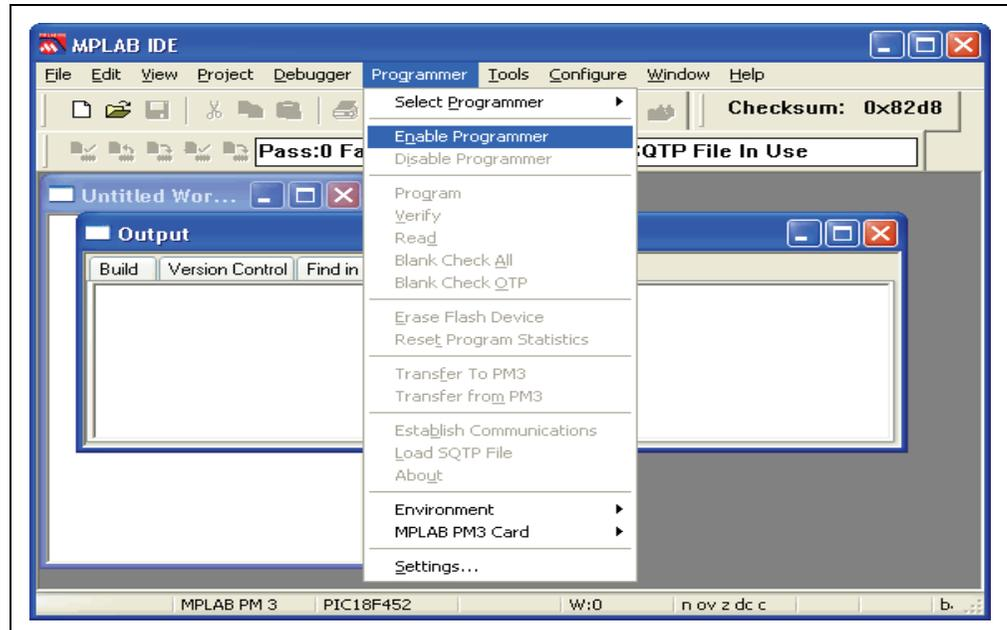 MPLAB IDE
File Edit View Project Debugger Programmer Tools Configure Window Help
Checksum: 0x82d8
Pass:0 Fa
QTP File In Use
Select Programmer
Enable Programmer
Disable Programmer
Program
Verify
Read
Blank Check All
Blank Check OTP
Erase Flash Device
Reset Program Statistics
Transfer To PM3
Transfer from PM3
Establish Communications
Load SQTP File
About
Environment
MPLAB PM3 Card
Settings...
Untitled Wor...
Output
Build Version Control Find in
MPLAB PM 3 PIC18F452 W:0 n ov z dc c b